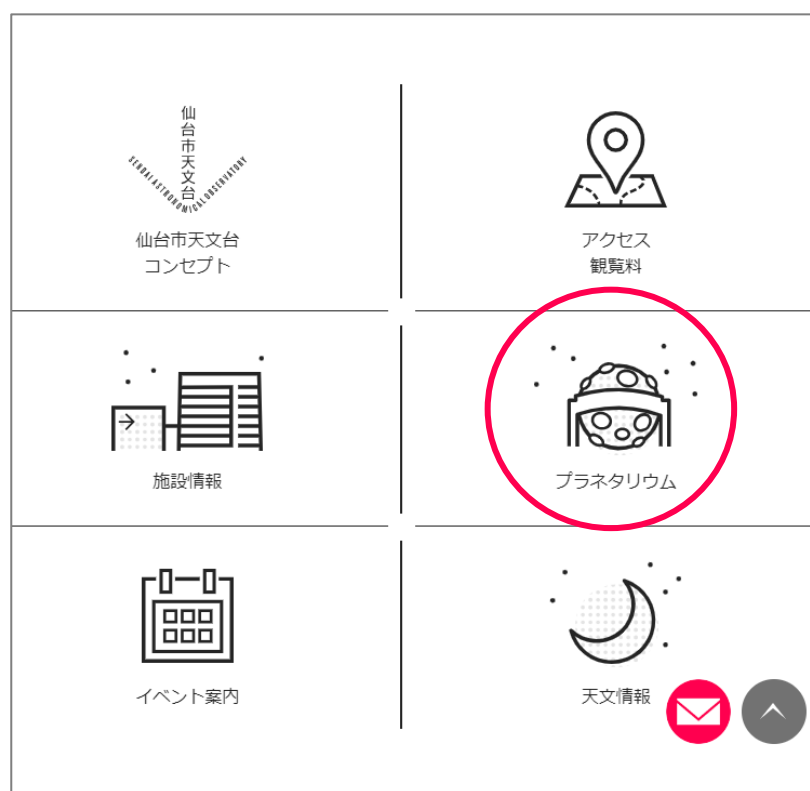 仙台市天文台
SENDAI ASTRONOMICAL OBSERVATORY
仙台市天文台
コンセプト
アクセス
観覧料
施設情報
プラネタリウム
イベント案内
天文情報